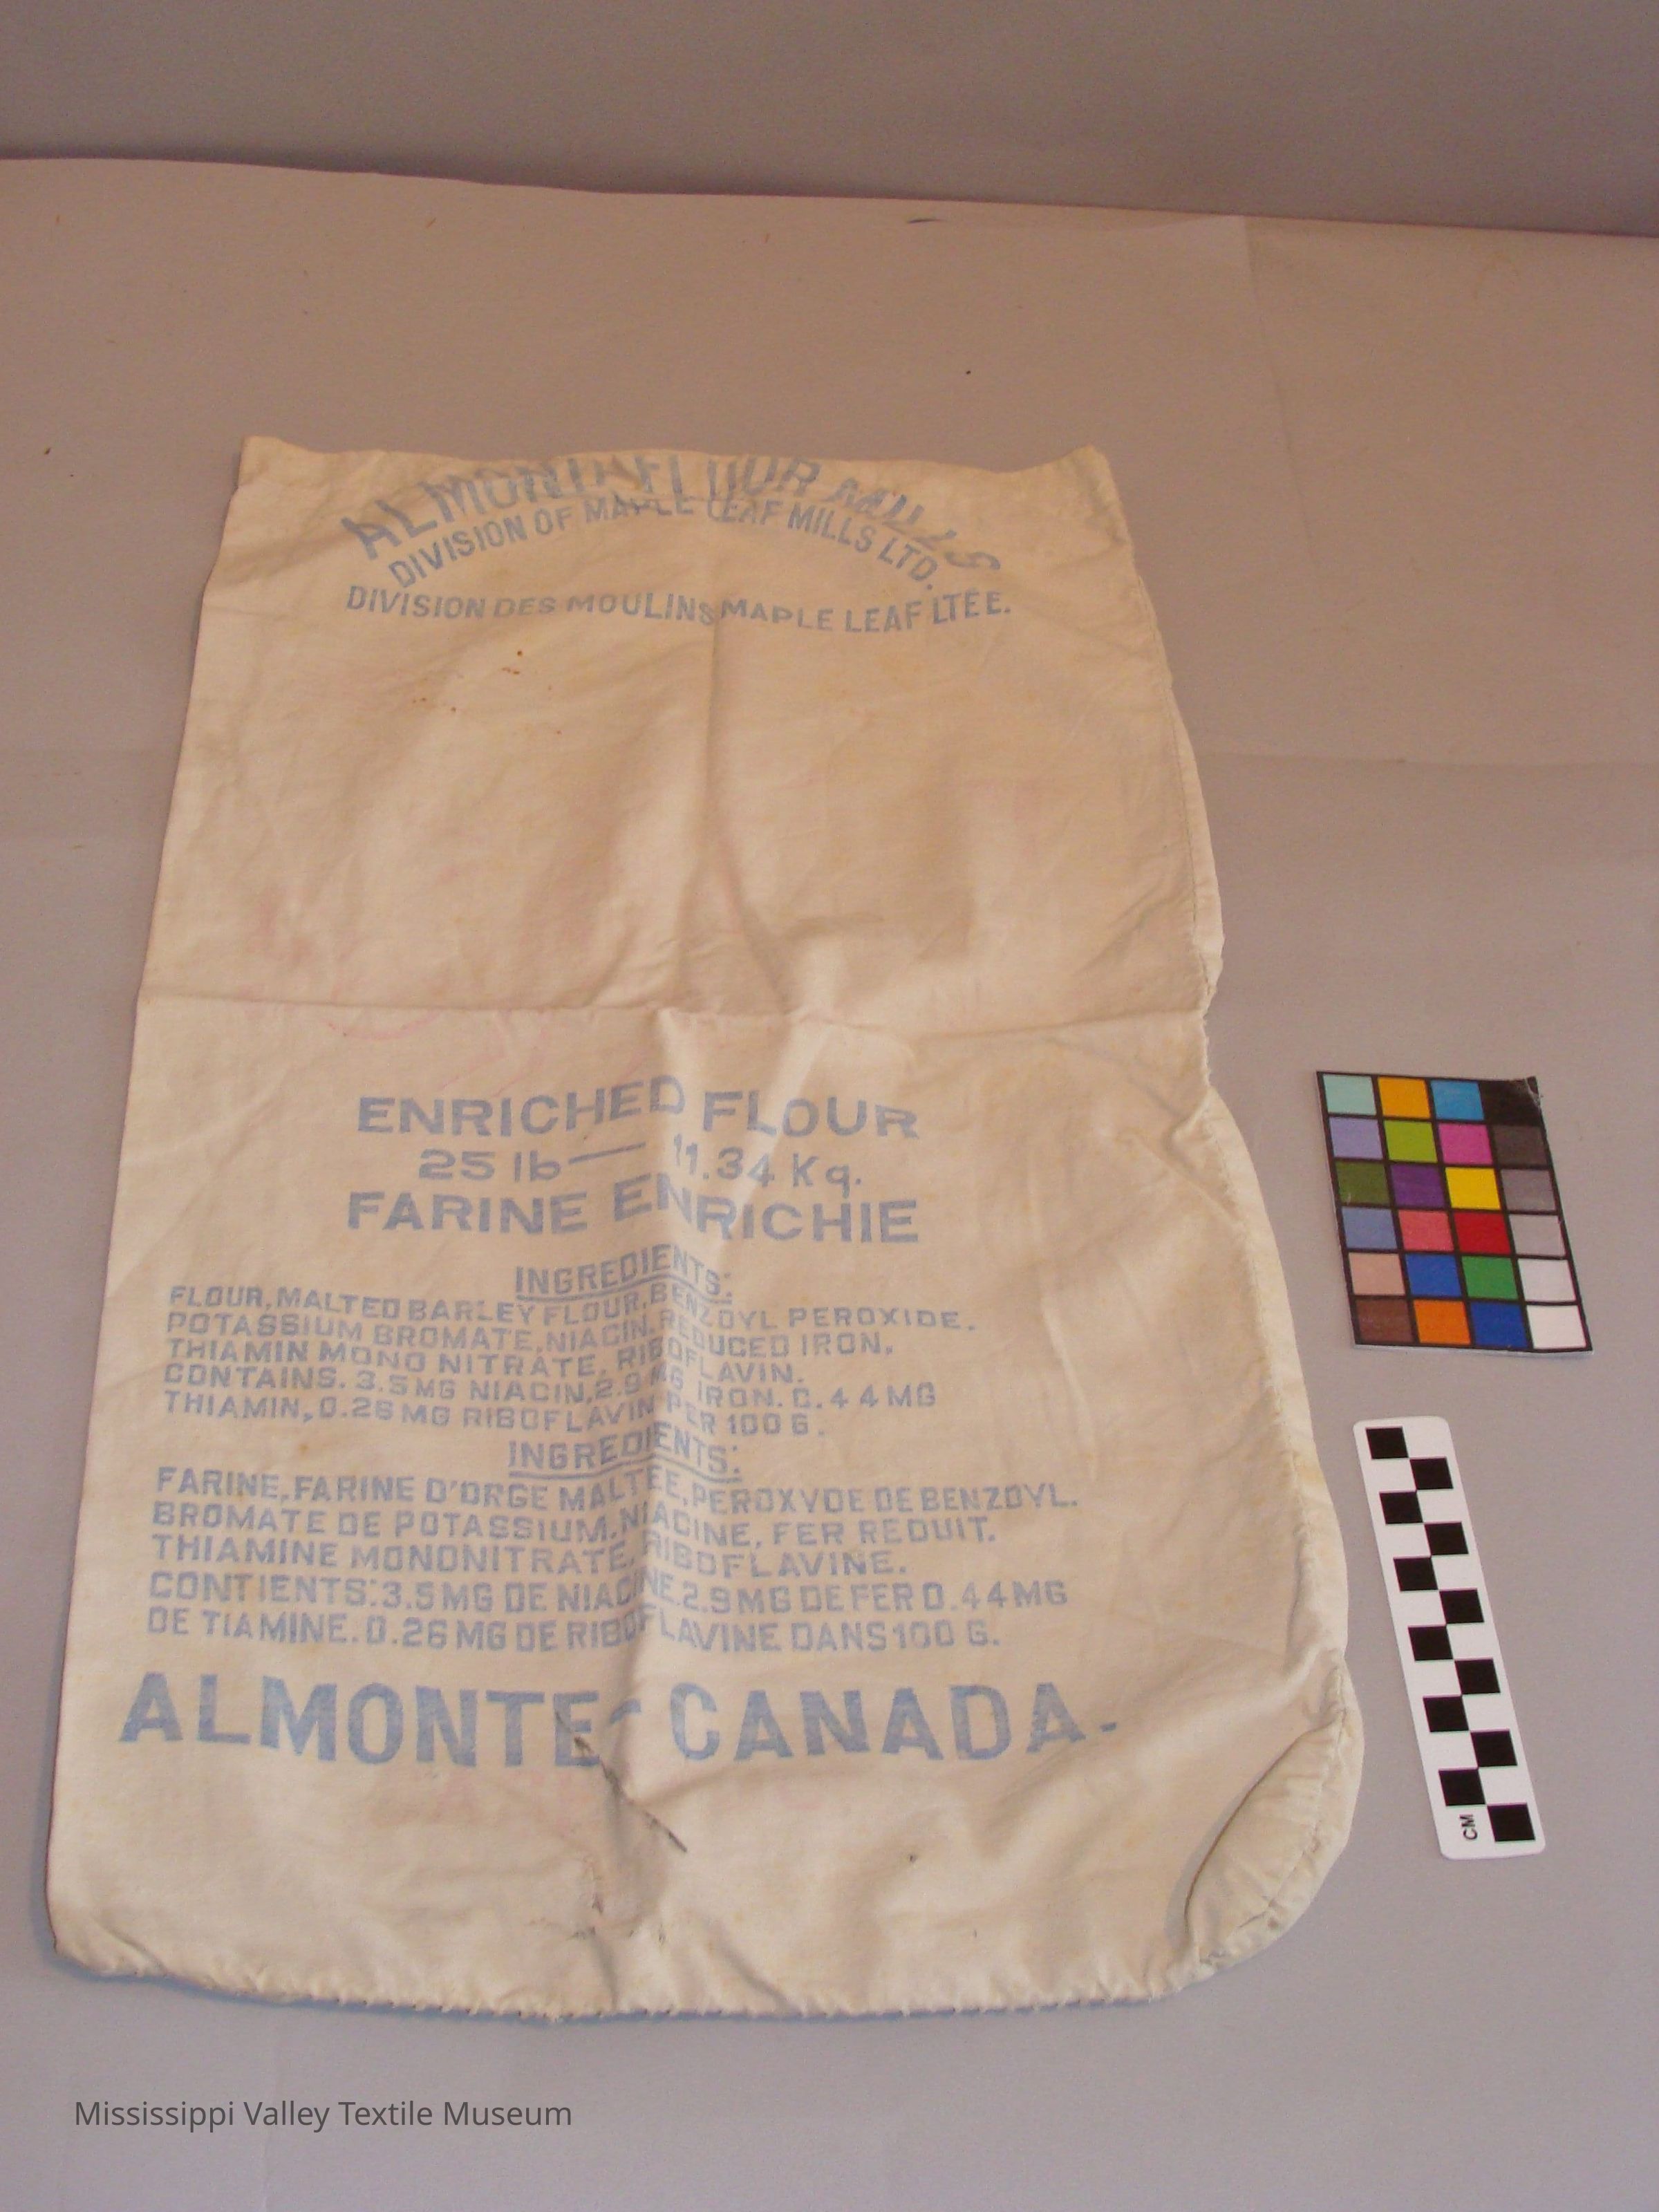 ALMONTE FLOUR MILLS
DIVISION OF MAPLE LEAF MILLS LTD.
DIVISION DES MOULINS MAPLE LEAF LTEE.
ENRICHED FLOUR
25 lb — 11.34 Kg.
FARINE ENRICHIE
INGREDIENTS:
FLOUR, MALTED BARLEY FLOUR, BENZOYL PEROXIDE.
POTASSIUM BROMATE, NIACIN, REDUCED IRON.
THIAMIN MONO NITRATE, RIBOFLAVIN.
CONTAINS. 3.5 MG NIACIN, 2.9 MG IRON. 0.44 MG
THIAMIN, 0.26 MG RIBOFLAVIN PER 100 G.
INGREDIENTS:
FARINE, FARINE D'ORGE MALTEE, PEROXYDE DE BENZOYL.
BROMATE DE POTASSIUM. NIACINE, FER REDUIT.
THIAMINE MONONITRATE, RIBOFLAVINE.
CONTIENTS: 3.5 MG DE NIACINE. 2.9 MG DE FER 0.44 MG
DE TIAMINE. 0.26 MG DE RIBOFLAVINE DANS 100 G.
ALMONTE - CANADA.
CM
Mississippi Valley Textile Museum